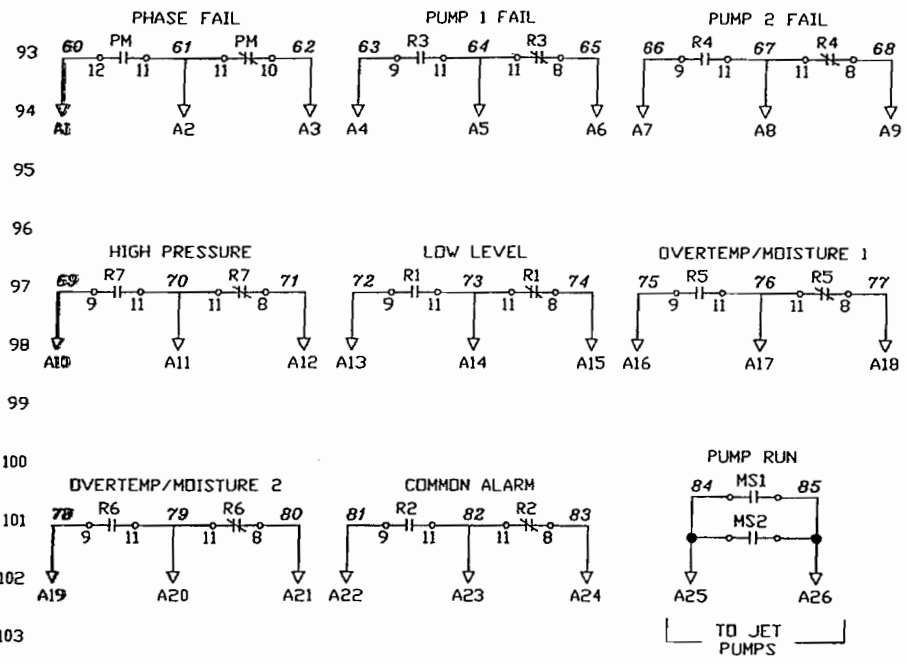 PHASE FAIL PUMP 1 FAIL PUMP 2 FAIL
93 60 PM 61 PM 62 63 R3 64 R3 65 66 R4 67 R4 68
12 11 11 10 9 11 11 8 9 11 11 8
94
A1 A2 A3 A4 A5 A6 A7 A8 A9
95
96
HIGH PRESSURE LOW LEVEL OVERTEMP/MOISTURE 1
97 69 R7 70 R7 71 72 R1 73 R1 74 75 R5 76 R5 77
9 11 11 8 9 11 11 8 9 11 11 8
98
A10 A11 A12 A13 A14 A15 A16 A17 A18
99
100
PUMP RUN
OVERTEMP/MOISTURE 2 COMMON ALARM 84 MS1 85
101 78 R6 79 R6 80 81 R2 82 R2 83
9 11 11 8 9 11 11 8 MS2
102
A19 A20 A21 A22 A23 A24 A25 A26
103
TO JET
PUMPS